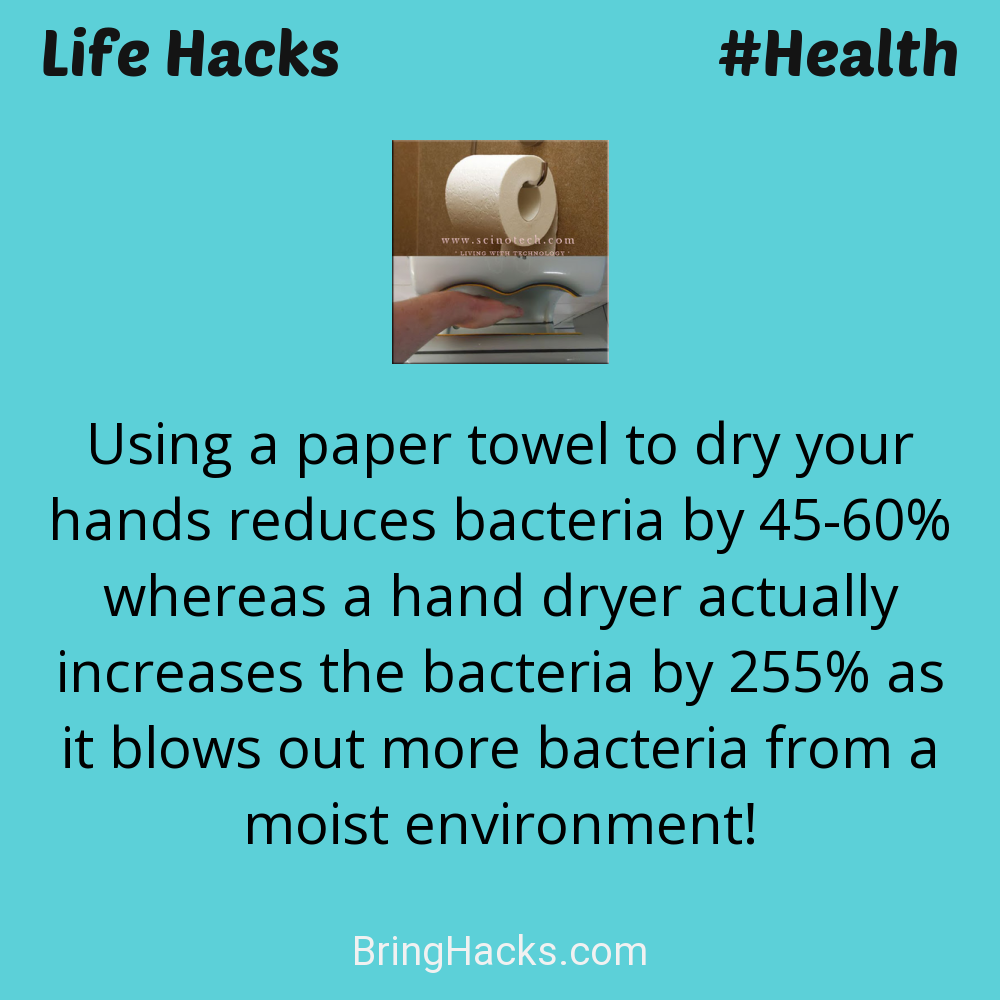 Life Hacks
#Health
www.scinotech.com
' LIVING WITH TECHNOLOGY '
Using a paper towel to dry your
hands reduces bacteria by 45-60%
whereas a hand dryer actually
increases the bacteria by 255% as
it blows out more bacteria from a
moist environment!
BringHacks.com